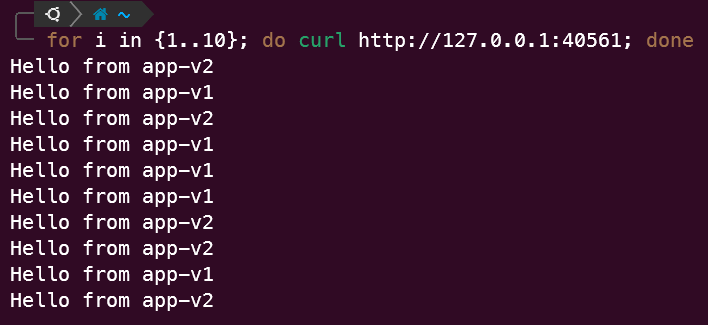 ~
for i in {1..10}; do curl http://127.0.0.1:40561; done
Hello from app-v2
Hello from app-v1
Hello from app-v2
Hello from app-v1
Hello from app-v1
Hello from app-v1
Hello from app-v2
Hello from app-v2
Hello from app-v1
Hello from app-v2